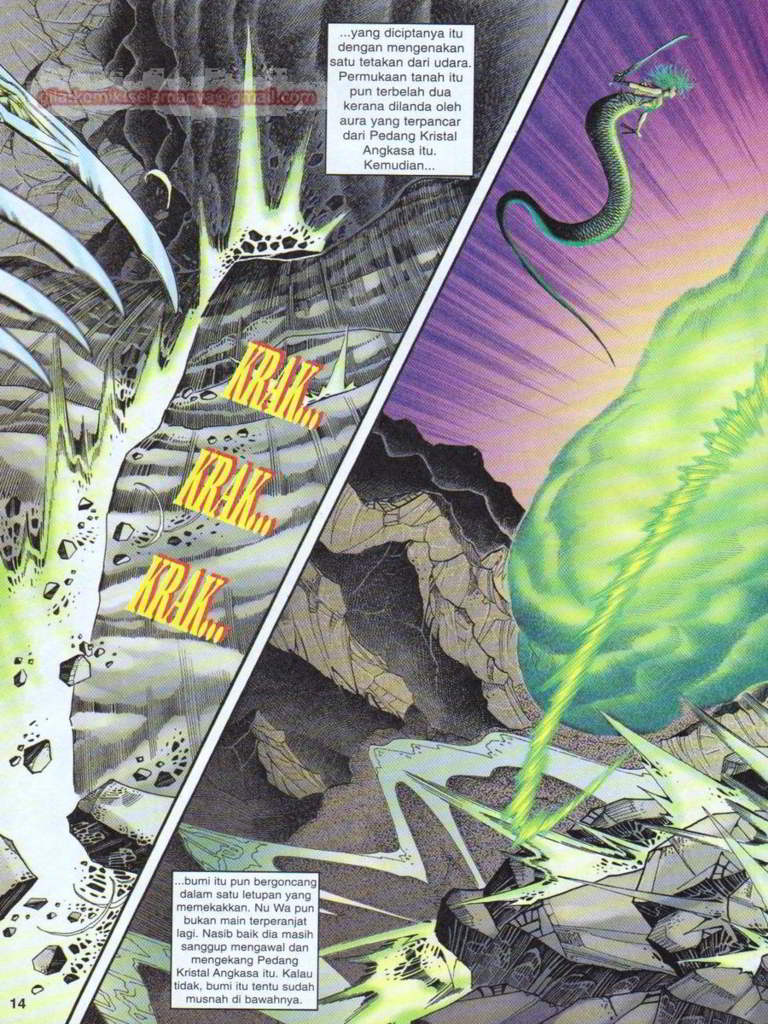 ...yang diciptanya itu
dengan mengenakan
satu tetakan dari udara.
Permukaan tanah itu
pun terbelah dua
kerana dilanda oleh
aura yang terpancar
dari Pedang Kristal
Angkasa itu.
Kemudian...
KRAK...
KRAK...
KRAK...
...bumi itu pun bergoncang
dalam satu letupan yang
memekakkan. Nu Wa pun
bukan main terperanjat
lagi. Nasib baik dia masih
sanggup mengawal dan
mengekang Pedang
Kristal Angkasa itu. Kalau
tidak, bumi itu tentu sudah
musnah di bawahnya.
14